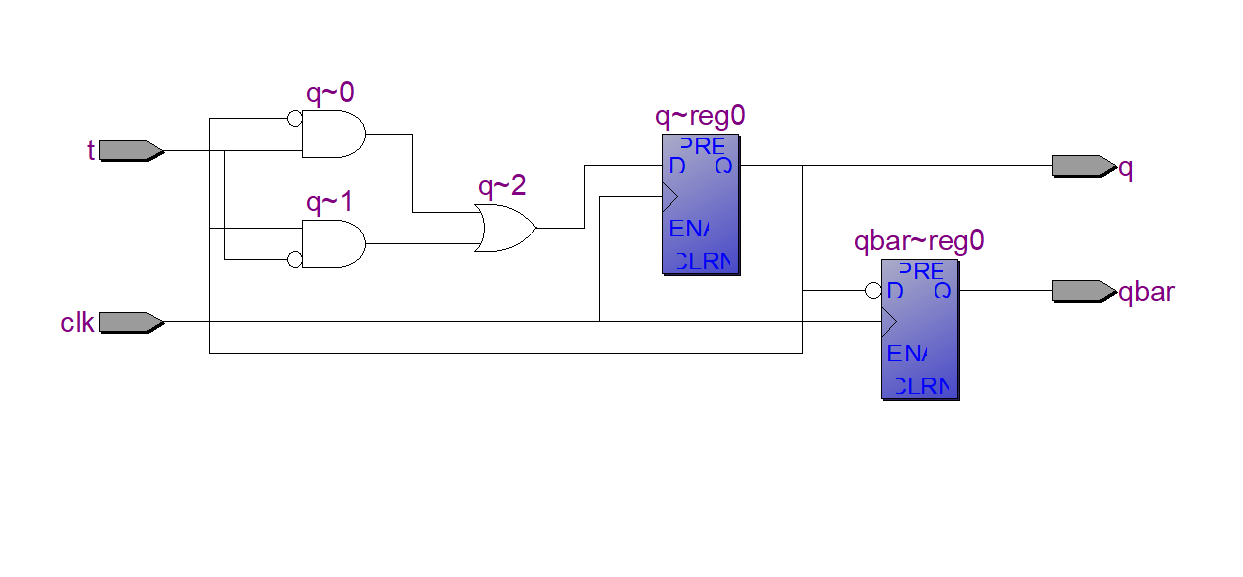 q~0
t
q~1
q~2
clk
q~reg0
PRE
D Q
ENA
CLRN
q
qbar~reg0
PRE
D Q
ENA
CLRN
qbar